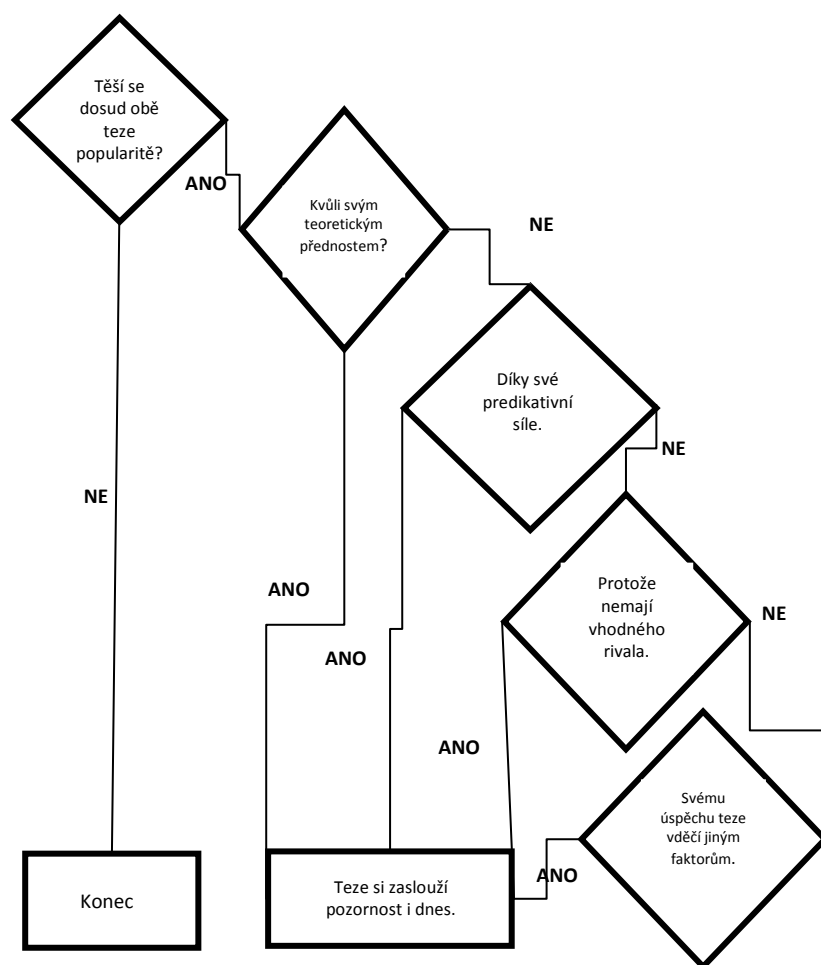 Těší se
dosud obě
teze
popularitě?
ANO
Kvůli svým
teoretickým
přednostem?
NE
Díky své
predikativní
síle.
NE
NE
Protože
nemají
vhodného
rivala.
ANO
NE
ANO
ANO
Svému
úspěchu teze
vděčí jiným
faktorům.
ANO
Teze si zaslouží
pozornost i dnes.
Konec